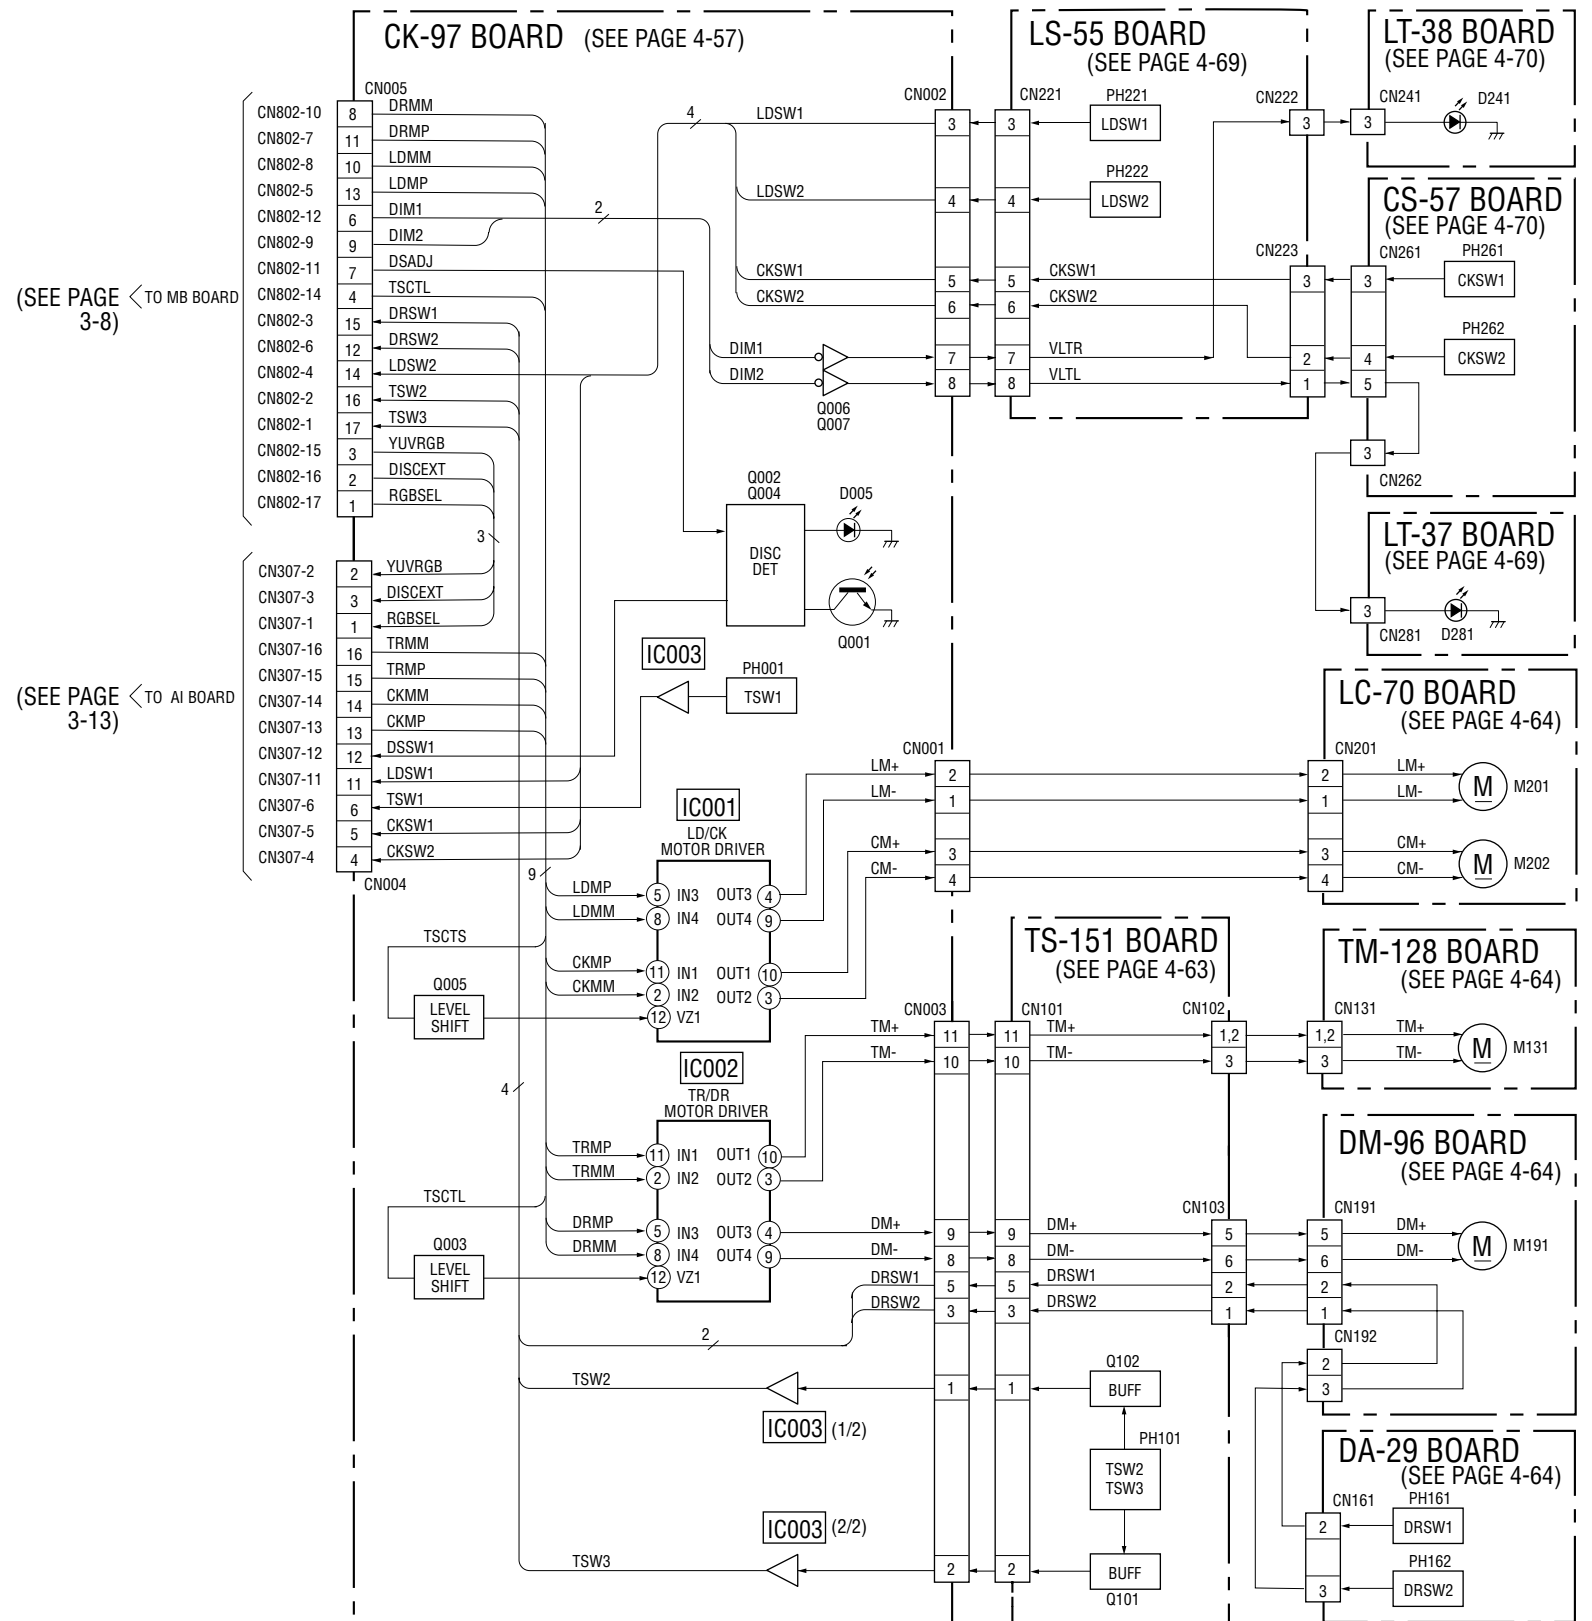 CK-97 BOARD (SEE PAGE 4-57)
LS-55 BOARD
(SEE PAGE 4-69)
LT-38 BOARD
(SEE PAGE 4-70)
CN005
CN802-10 8 DRMM
CN802-7 11 DRMP
CN802-8 10 LDMM
CN802-5 13 LDMP
CN802-12 6 DIM1
CN802-9 9 DIM2
CN802-11 7 DSADJ
CN802-14 4 TSCTL
CN802-3 15 DRSW1
CN802-6 12 DRSW2
CN802-4 14 LDSW2
CN802-2 16 TSW2
CN802-1 17 TSW3
CN802-15 3 YUVRGB
CN802-16 2 DISCEXT
CN802-17 1 RGBSEL
(SEE PAGE 3-8)
TO MB BOARD
3
CN307-2 2 YUVRGB
CN307-3 3 DISCEXT
CN307-1 1 RGBSEL
CN307-16 16 TRMM
CN307-15 15 TRMP
CN307-14 14 CKMM
CN307-13 13 CKMP
CN307-12 12 DSSW1
CN307-11 11 LDSW1
CN307-6 6 TSW1
CN307-5 5 CKSW1
CN307-4 4 CKSW2
CN004
(SEE PAGE 3-13)
TO AI BOARD
4
LDSW1
CN002
3
CN221
3
PH221
LDSW1
CN222
3
CN241
3
D241
LDSW2
4
4
PH222
LDSW2
2
CS-57 BOARD
(SEE PAGE 4-70)
CKSW1
5
5
CKSW1
CN223
3
CN261
3
PH261
CKSW1
CKSW2
6
6
CKSW2
PH262
CKSW2
DIM1
7
7
VLTR
2
4
DIM2
8
8
VLTL
1
5
Q006
Q007
3
CN262
Q002
Q004
DISC
DET
D005
Q001
LT-37 BOARD
(SEE PAGE 4-69)
3
CN281
D281
IC003
PH001
TSW1
LC-70 BOARD
(SEE PAGE 4-64)
IC001
LD/CK
MOTOR DRIVER
9
LDMP 5 IN3 OUT3 4
LDMM 8 IN4 OUT4 9
CKMP 11 IN1 OUT1 10
CKMM 2 IN2 OUT2 3
12 VZ1
TSCTS
Q005
LEVEL
SHIFT
CN001
CN201
LM+ 2 2 LM+
LM- 1 1 LM-
M M201
CM+ 3 3 CM+
CM- 4 4 CM-
M M202
TS-151 BOARD
(SEE PAGE 4-63)
TM-128 BOARD
(SEE PAGE 4-64)
CN003
CN101
CN102
CN131
TM+ 11 11 TM+ 1,2 1,2 TM+
TM- 10 10 TM- 3 3 TM-
M M131
IC002
TR/DR
MOTOR DRIVER
4
TRMP 11 IN1 OUT1 10
TRMM 2 IN2 OUT2 3
DRMP 5 IN3 OUT3 4
DRMM 8 IN4 OUT4 9
12 VZ1
TSCTL
Q003
LEVEL
SHIFT
DM-96 BOARD
(SEE PAGE 4-64)
CN103
CN191
DM+ 9 9 DM+ 5 5 DM+
DM- 8 8 DM- 6 6 DM-
M M191
DRSW1 5 5 DRSW1 2 2
DRSW2 3 3 DRSW2 1 1
2
CN192
2
3
TSW2
1
1
Q102
BUFF
IC003 (1/2)
PH101
TSW2
TSW3
DA-29 BOARD
(SEE PAGE 4-64)
CN161
PH161
2
DRSW1
PH162
3
DRSW2
IC003 (2/2)
TSW3
2
2
BUFF
Q101